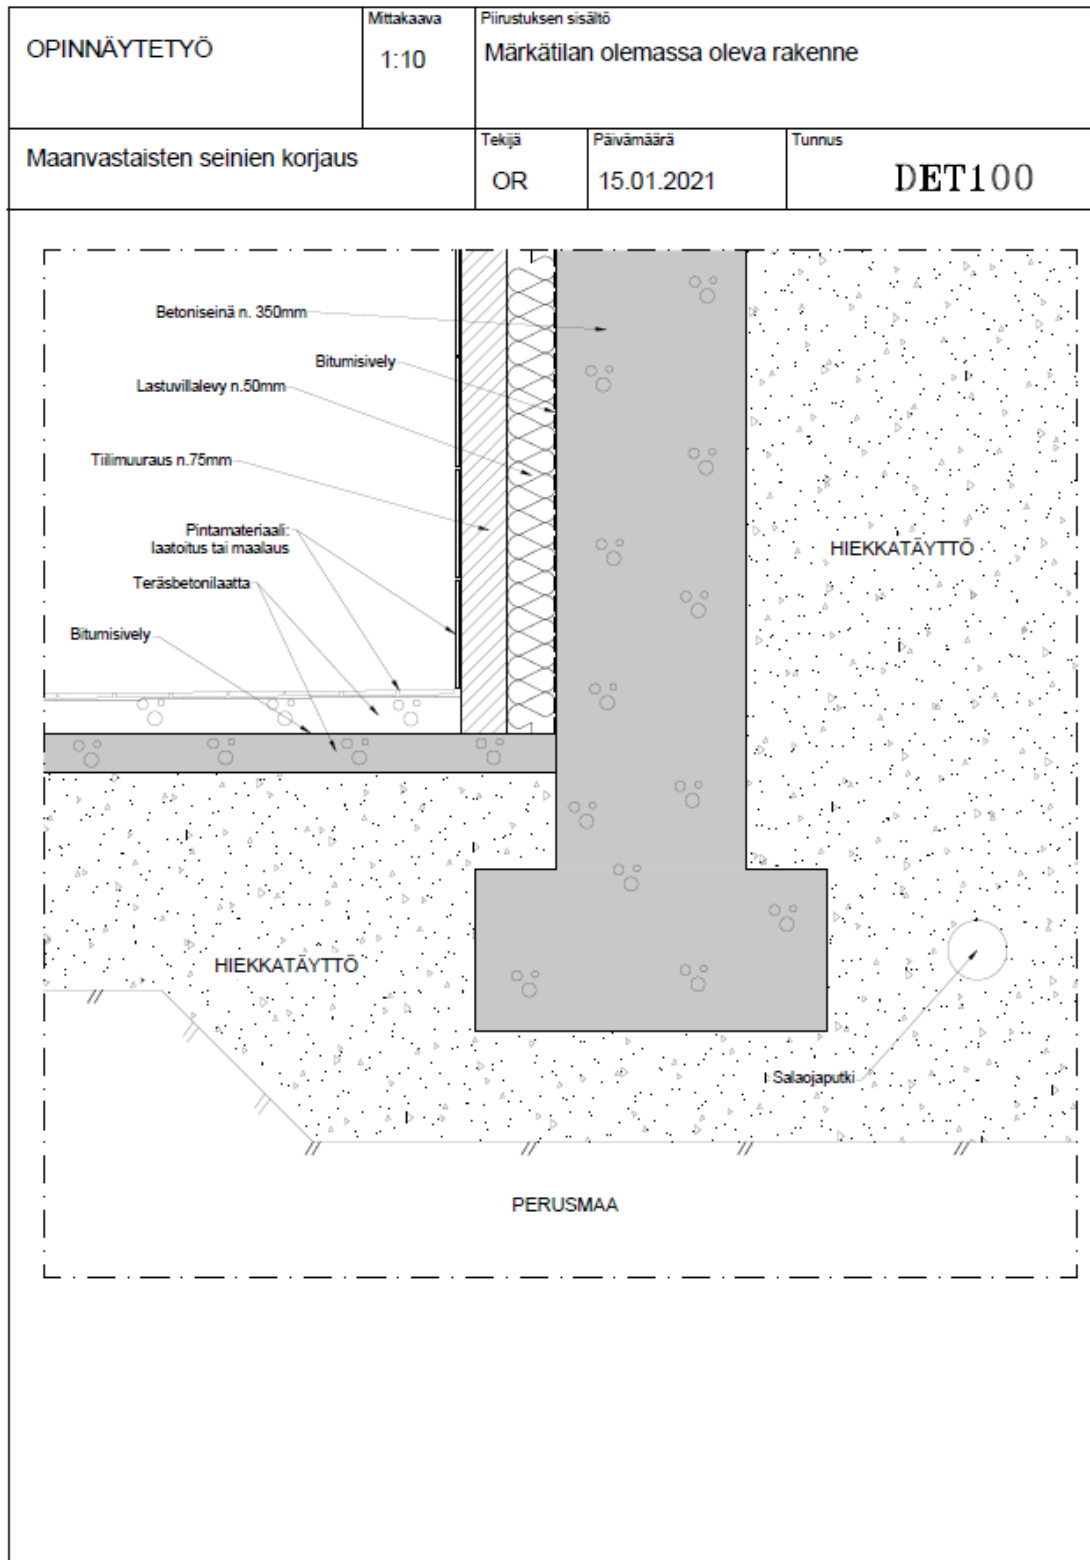 OPINNÄYTETYÖ
Mittakaava
1:10
Piirustuksen sisältö
Märkätilan olemassa oleva rakenne
Maanvastaisten seinien korjaus
Tekijä
OR
Päivämäärä
15.01.2021
Tunnus
DET100
Betoniseinä n. 350mm
Bitumisively
Lastuvillalevy n.50mm
Tiilimuuraus n.75mm
Pintamateriaali:
laatoitus tai maalaus
Teräsbetonilaatta
Bitumisively
HIEKKATÄYTTÖ
HIEKKATÄYTTÖ
Salaojaputki
PERUSMAA